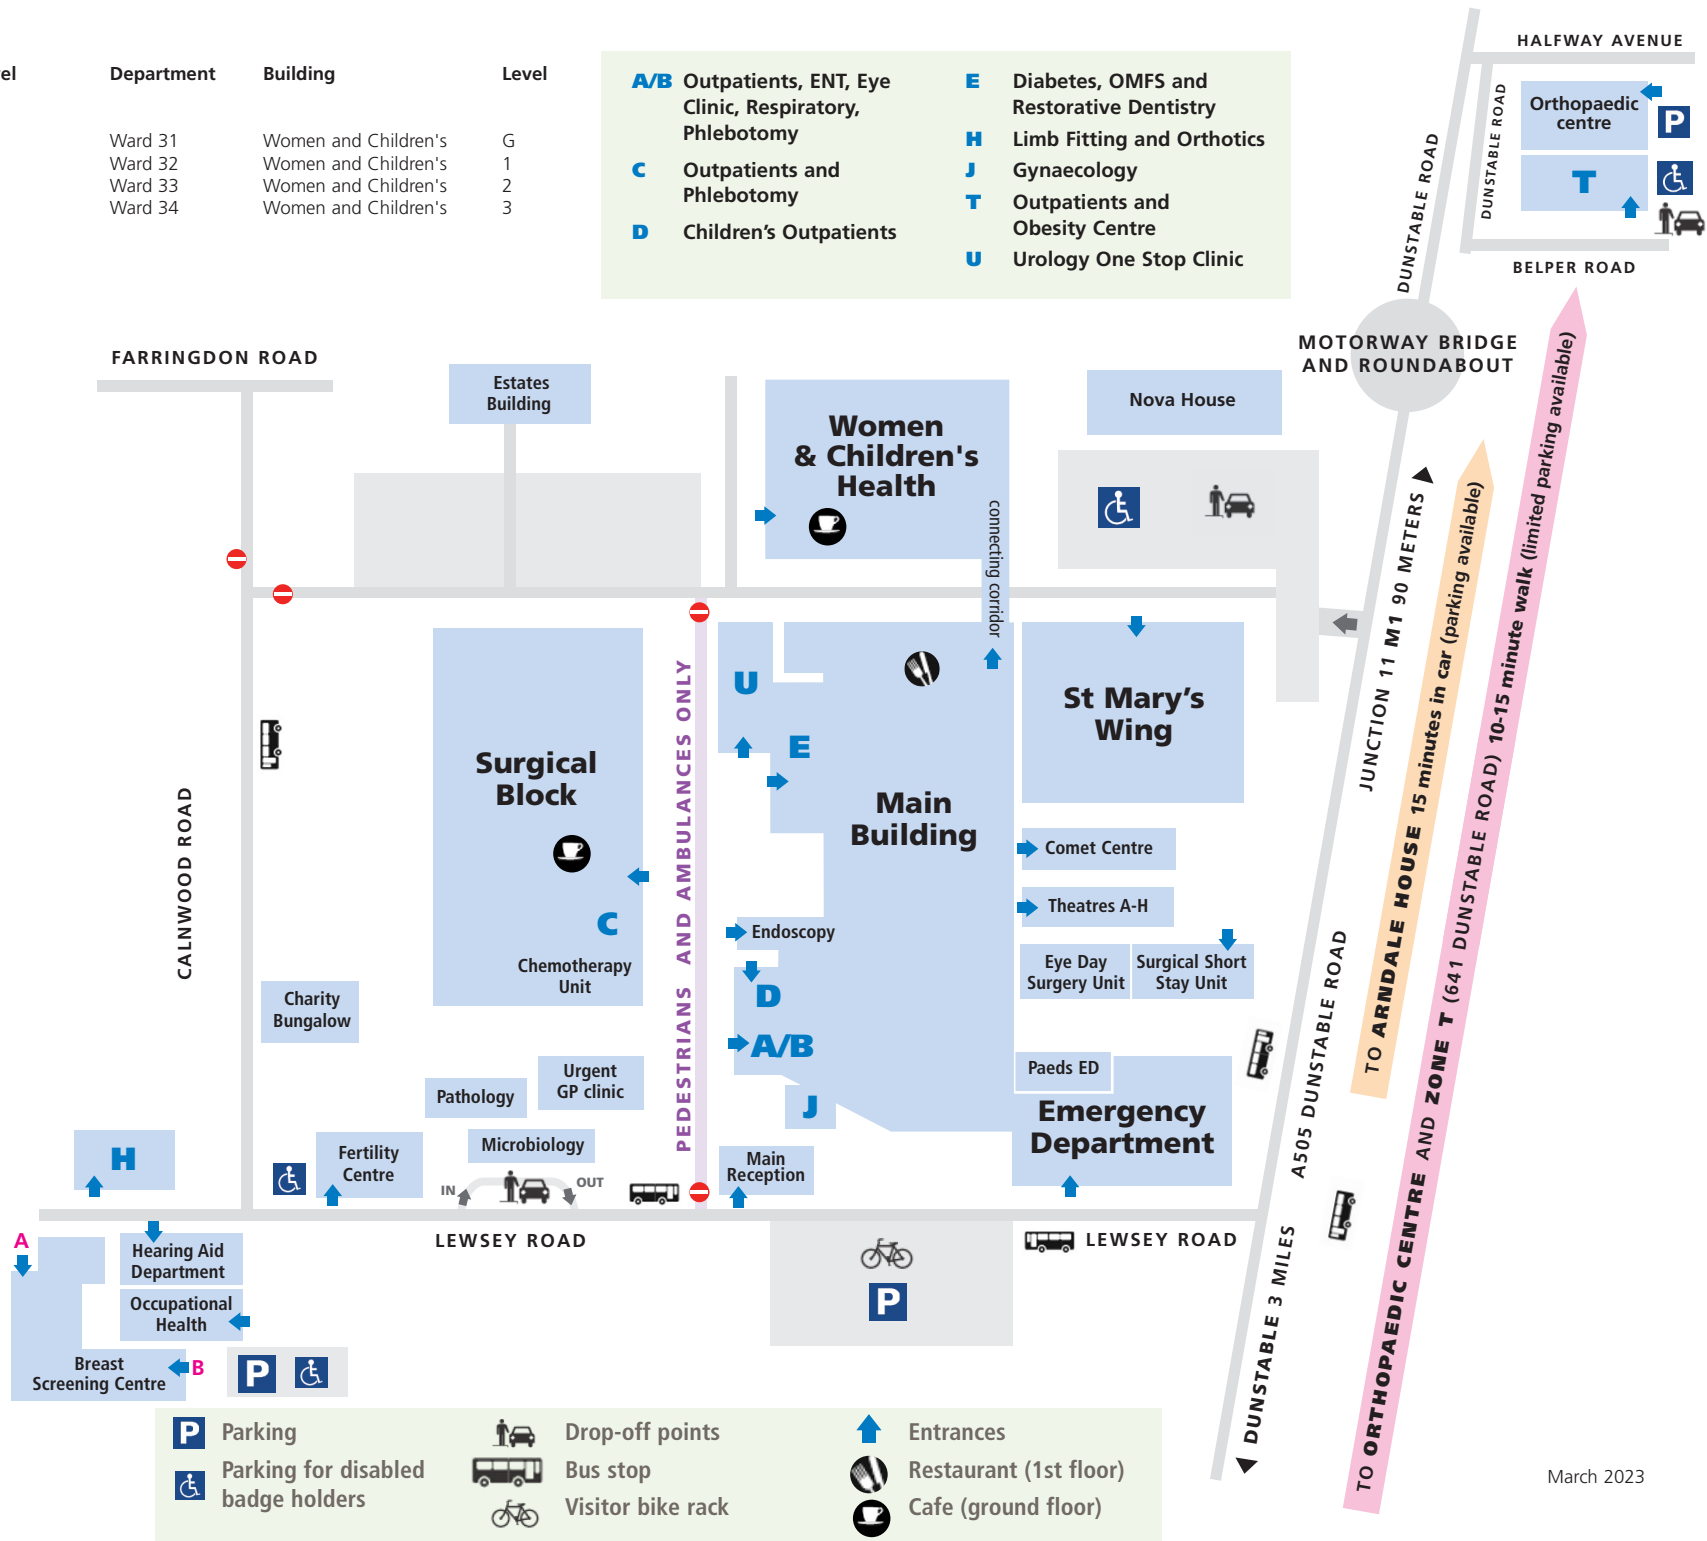 el
Department Building Level
Ward 31 Women and Children's G
Ward 32 Women and Children's 1
Ward 33 Women and Children's 2
Ward 34 Women and Children's 3
A/B Outpatients, ENT, Eye
Clinic, Respiratory,
Phlebotomy
C Outpatients and
Phlebotomy
D Children’s Outpatients
E Diabetes, OMFS and
Restorative Dentistry
H Limb Fitting and Orthotics
J Gynaecology
T Outpatients and
Obesity Centre
U Urology One Stop Clinic
HALFWAY AVENUE
DUNSTABLE ROAD
DUNSTABLE ROAD
Orthopaedic
centre
P
T
BELPER ROAD
MOTORWAY BRIDGE
AND ROUNDABOUT
FARRINGDON ROAD
Estates
Building
Women
& Children's
Health
connecting corridor
Nova House
CALNWOOD ROAD
Surgical
Block
C
Chemotherapy
Unit
PEDESTRIANS AND AMBULANCES ONLY
U
E
Main
Building
St Mary’s
Wing
Comet Centre
Theatres A-H
Eye Day
Surgery Unit
Surgical Short
Stay Unit
Endoscopy
D
A/B
J
Charity
Bungalow
Pathology
Urgent
GP clinic
Microbiology
IN
OUT
Fertility
Centre
H
Main
Reception
Paeds ED
Emergency
Department
LEWSEY ROAD
LEWSEY ROAD
P
A
Hearing Aid
Department
Occupational
Health
Breast
Screening Centre
B
P
JUNCTION 11 M1 90 METERS
A505 DUNSTABLE ROAD
DUNSTABLE 3 MILES
TO ARNDALE HOUSE 15 minutes in car (parking available)
TO ORTHOPAEDIC CENTRE AND ZONE T (641 DUNSTABLE ROAD) 10-15 minute walk (limited parking available)
P Parking
Parking for disabled
badge holders
Drop-off points
Bus stop
Visitor bike rack
Entrances
Restaurant (1st floor)
Cafe (ground floor)
March 2023